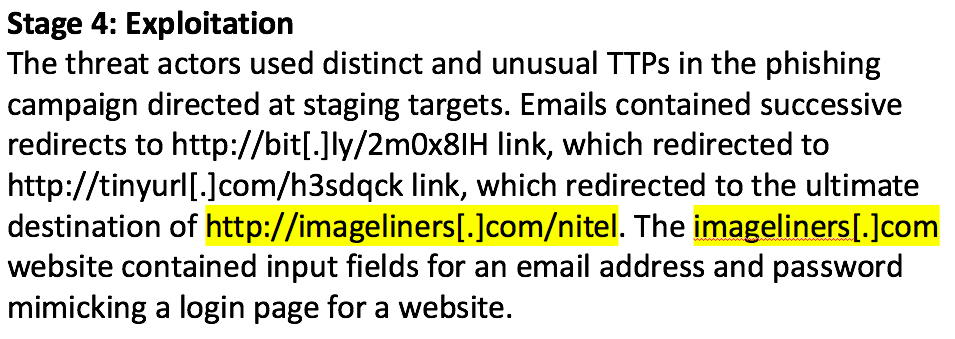 Stage 4: Exploitation
The threat actors used distinct and unusual TTPs in the phishing
campaign directed at staging targets. Emails contained successive
redirects to http://bit[.]ly/2m0x8IH link, which redirected to
http://tinyurl[.]com/h3sdqck link, which redirected to the ultimate
destination of http://imageliners[.]com/nitel. The imageliners[.]com
website contained input fields for an email address and password
mimicking a login page for a website.